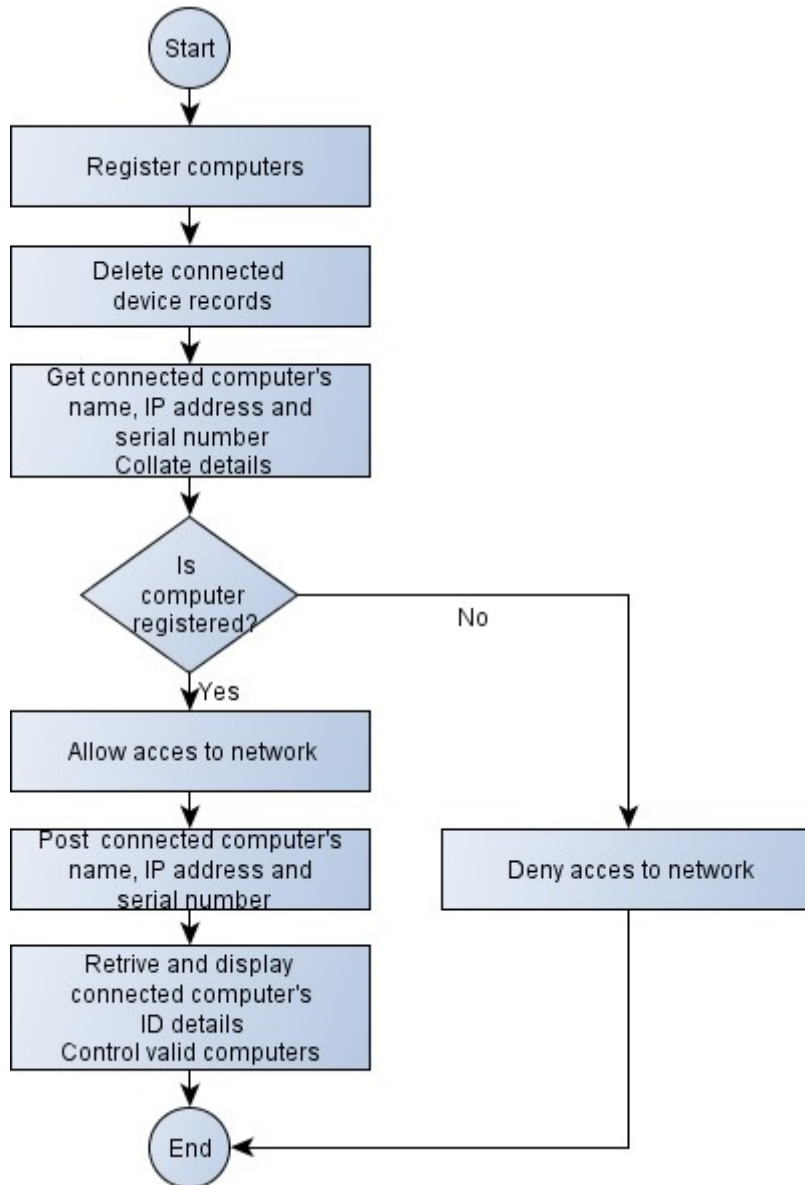 Start
Register computers
Delete connected
device records
Get connected computer's
name, IP address and
serial number
Collate details
Is
computer
registered?
No
Yes
Allow acces to network
Post connected computer's
name, IP address and
serial number
Deny acces to network
Retrive and display
connected computer's
ID details
Control valid computers
End